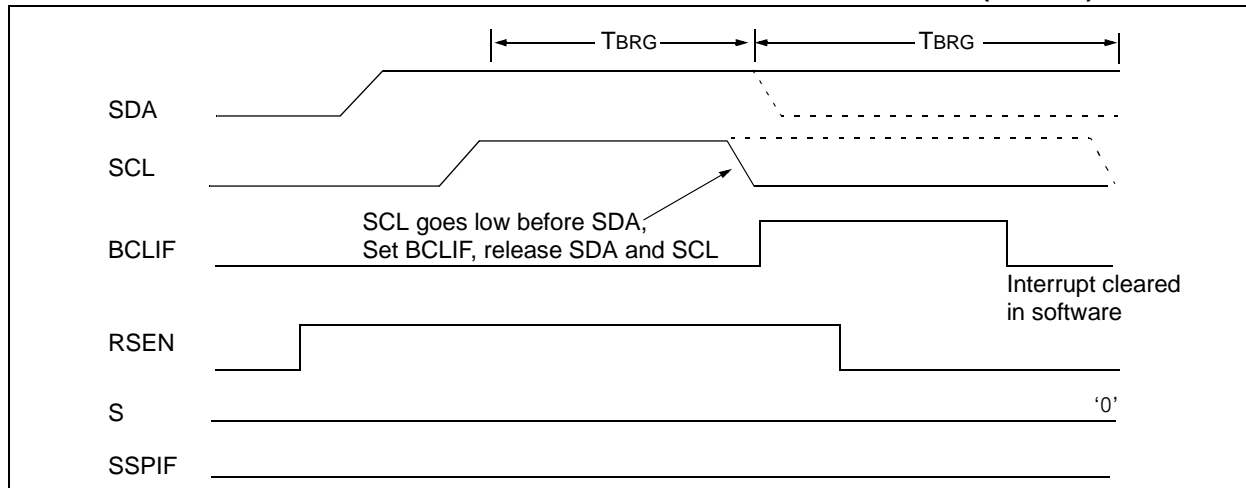 TBRG TBRG
SDA
SCL
SCL goes low before SDA,
Set BCLIF, release SDA and SCL
BCLIF
Interrupt cleared
in software
RSEN
S
‘0’
SSPIF